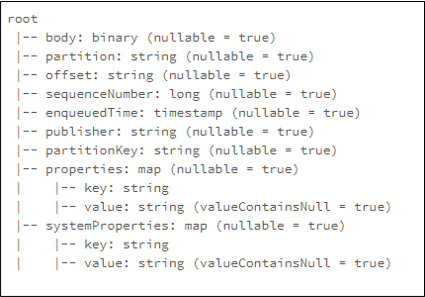 root
 |-- body: binary (nullable = true)
 |-- partition: string (nullable = true)
 |-- offset: string (nullable = true)
 |-- sequenceNumber: long (nullable = true)
 |-- enqueuedTime: timestamp (nullable = true)
 |-- publisher: string (nullable = true)
 |-- partitionKey: string (nullable = true)
 |-- properties: map (nullable = true)
 |    |-- key: string
 |    |-- value: string (valueContainsNull = true)
 |-- systemProperties: map (nullable = true)
 |    |-- key: string
 |    |-- value: string (valueContainsNull = true)